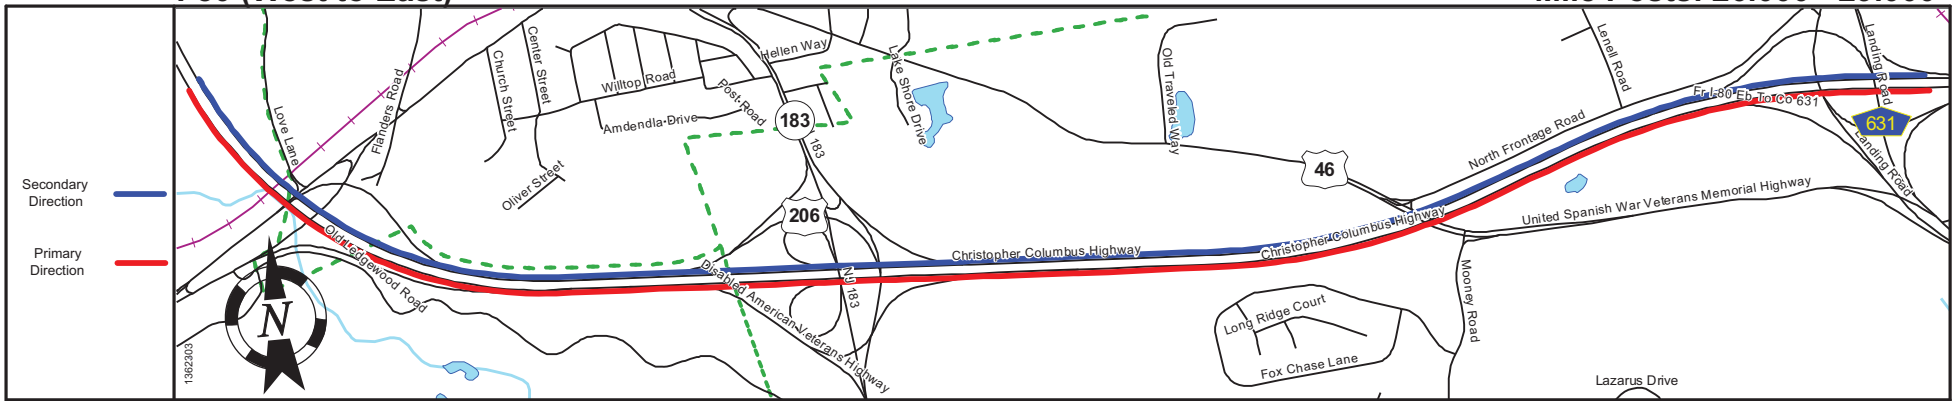 Secondary
Direction
Primary
Direction
Love Lane
Flanders Road
Church Street
Center Street
Willtop Road
Amdendla Drive
Post Road
Oliver Street
Hellen Way
183
183
206
Lake Shore Drive
Old Traveled Way
46
Lenell Road
North Frontage Road
Fr I-80 Eb To Co 631
Landing Road
631
Landing Road
United Spanish War Veterans Memorial Highway
Christopher Columbus Highway
Christopher Columbus Highway
Old Ledgewood Road
Disabled American Veterans Highway
NJ 183
Mooney Road
Long Ridge Court
Fox Chase Lane
Lazarus Drive
N
1362303